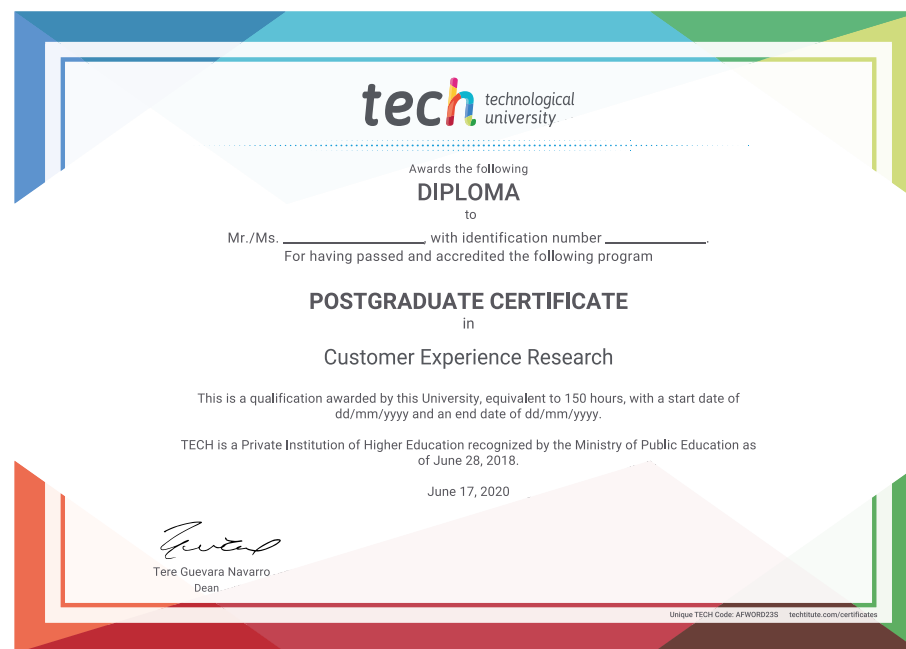 tech technological
university
Awards the following
DIPLOMA
to
Mr./Ms. ____________________, with identification number ______________.
For having passed and accredited the following program
POSTGRADUATE CERTIFICATE
in
Customer Experience Research
This is a qualification awarded by this University, equivalent to 150 hours, with a start date of
dd/mm/yyyy and an end date of dd/mm/yyyy.
TECH is a Private Institution of Higher Education recognized by the Ministry of Public Education as
of June 28, 2018.
June 17, 2020
Tere Guevara Navarro
Dean
Unique TECH Code: AFWORD23S techtitute.com/certificates